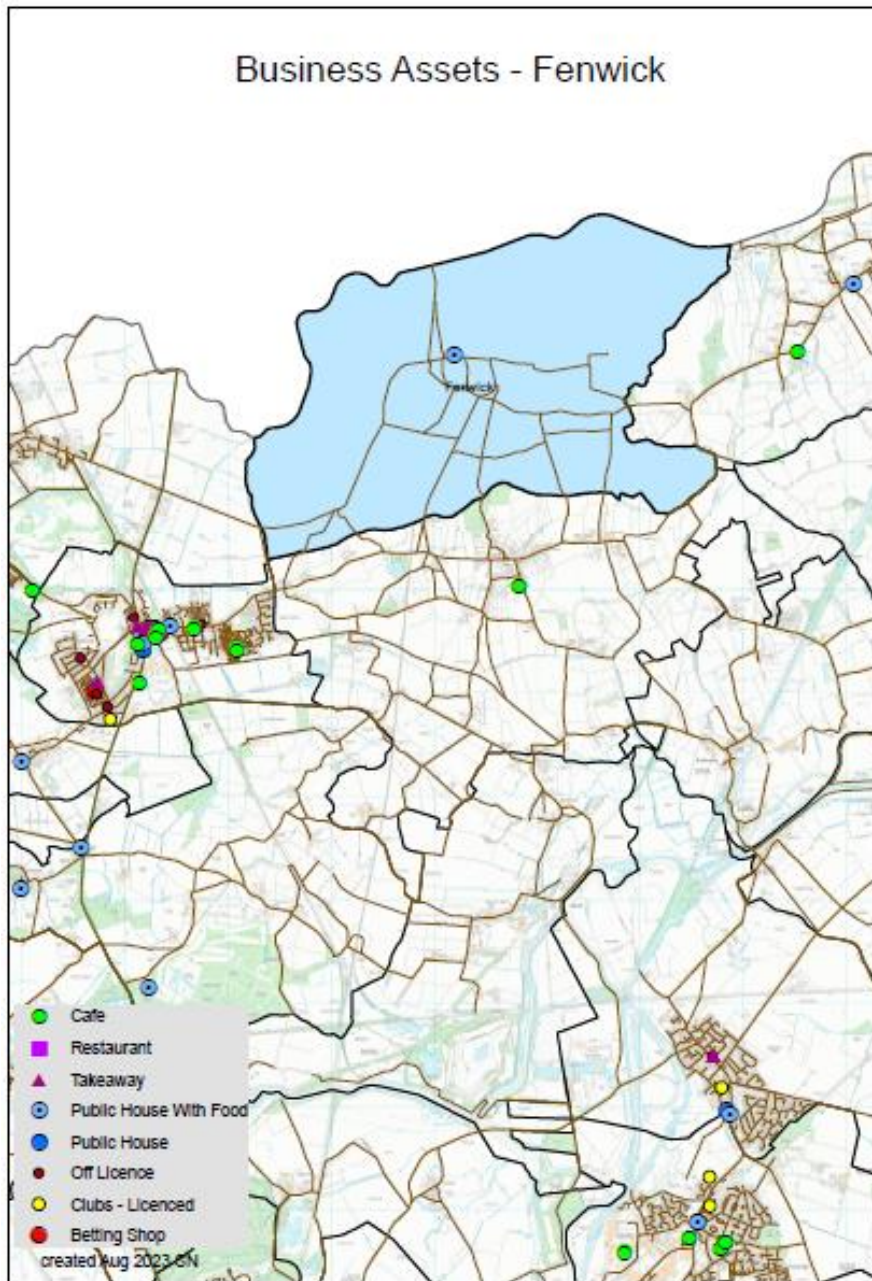 Business Assets - Fenwick
Fenwick
Cafe
Restaurant
Takeaway
Public House With Food
Public House
Off Licence
Clubs - Licenced
Betting Shop
created Aug 2023 GN